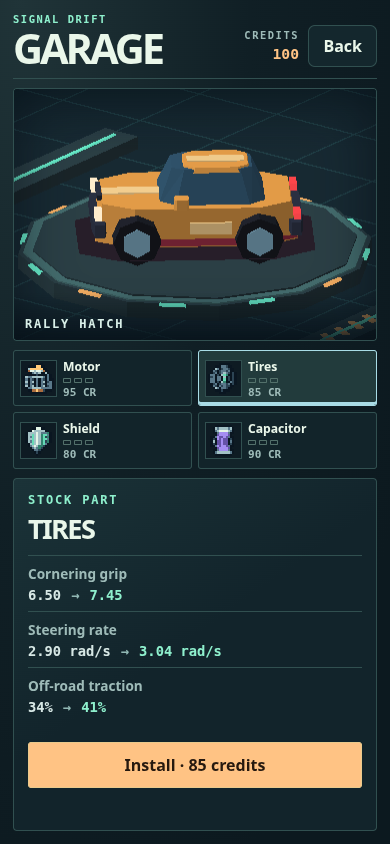 SIGNAL DRIFT
GARAGE
CREDITS
100
Back
RALLY HATCH
Motor
95 CR
Tires
85 CR
Shield
80 CR
Capacitor
90 CR
STOCK PART
TIRES
Cornering grip
6.50 → 7.45
Steering rate
2.90 rad/s → 3.04 rad/s
Off-road traction
34% → 41%
Install · 85 credits